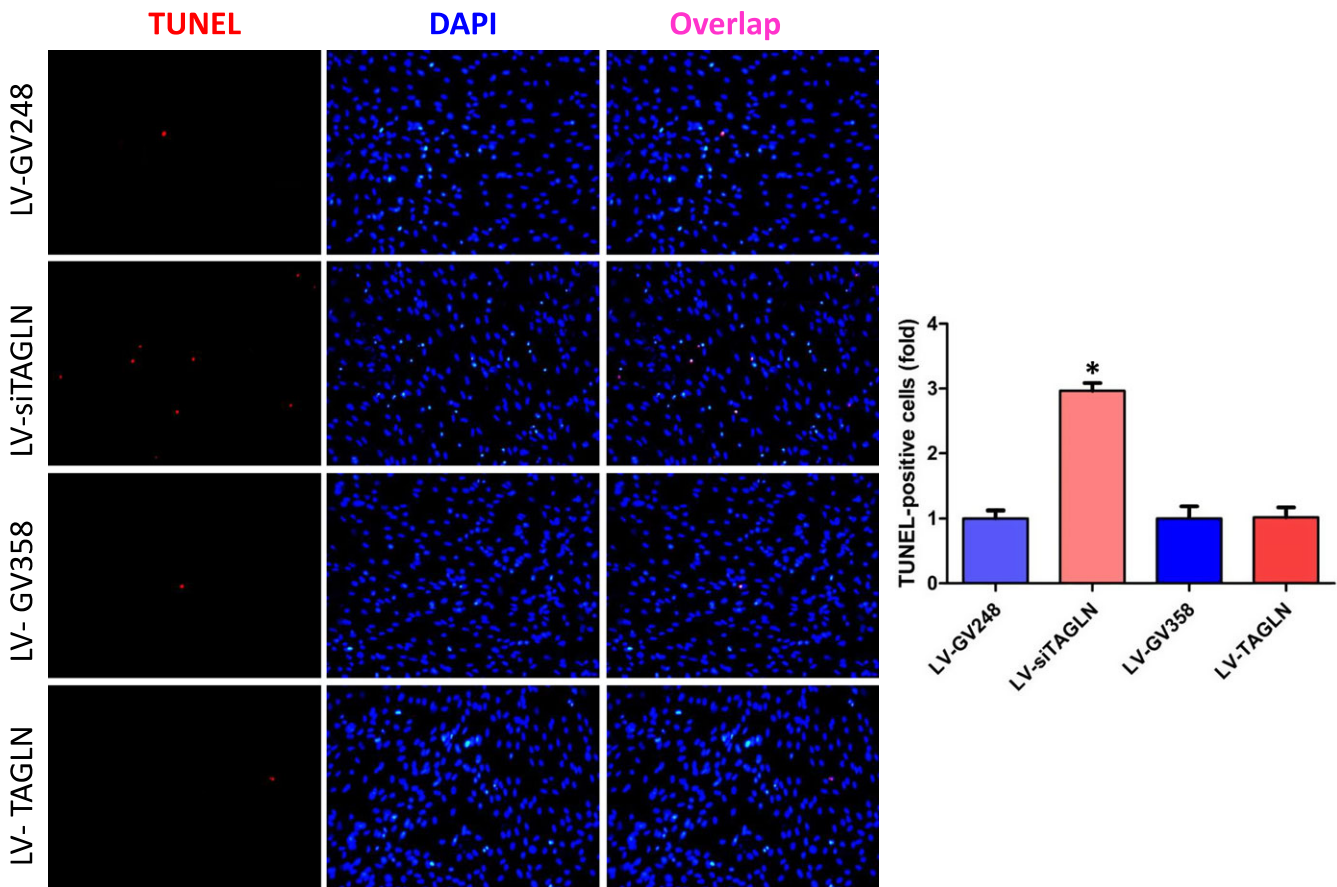 TUNEL DAPI Overlap
LV-GV248
LV-siTAGLN
LV- GV358
LV- TAGLN
TUNEL-positive cells (fold)
4
3
2
1
0
*
LV-GV248
LV-siTAGLN
LV-GV358
LV-TAGLN